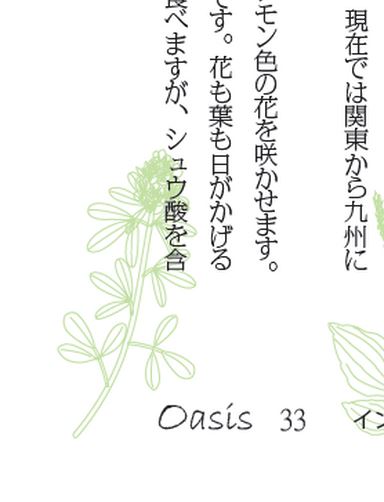 現在では関東から九州に
モン色の花を咲かせます。
です。花も葉も日がかげる
べますが、シュウ酸を含
Oasis 33
イン